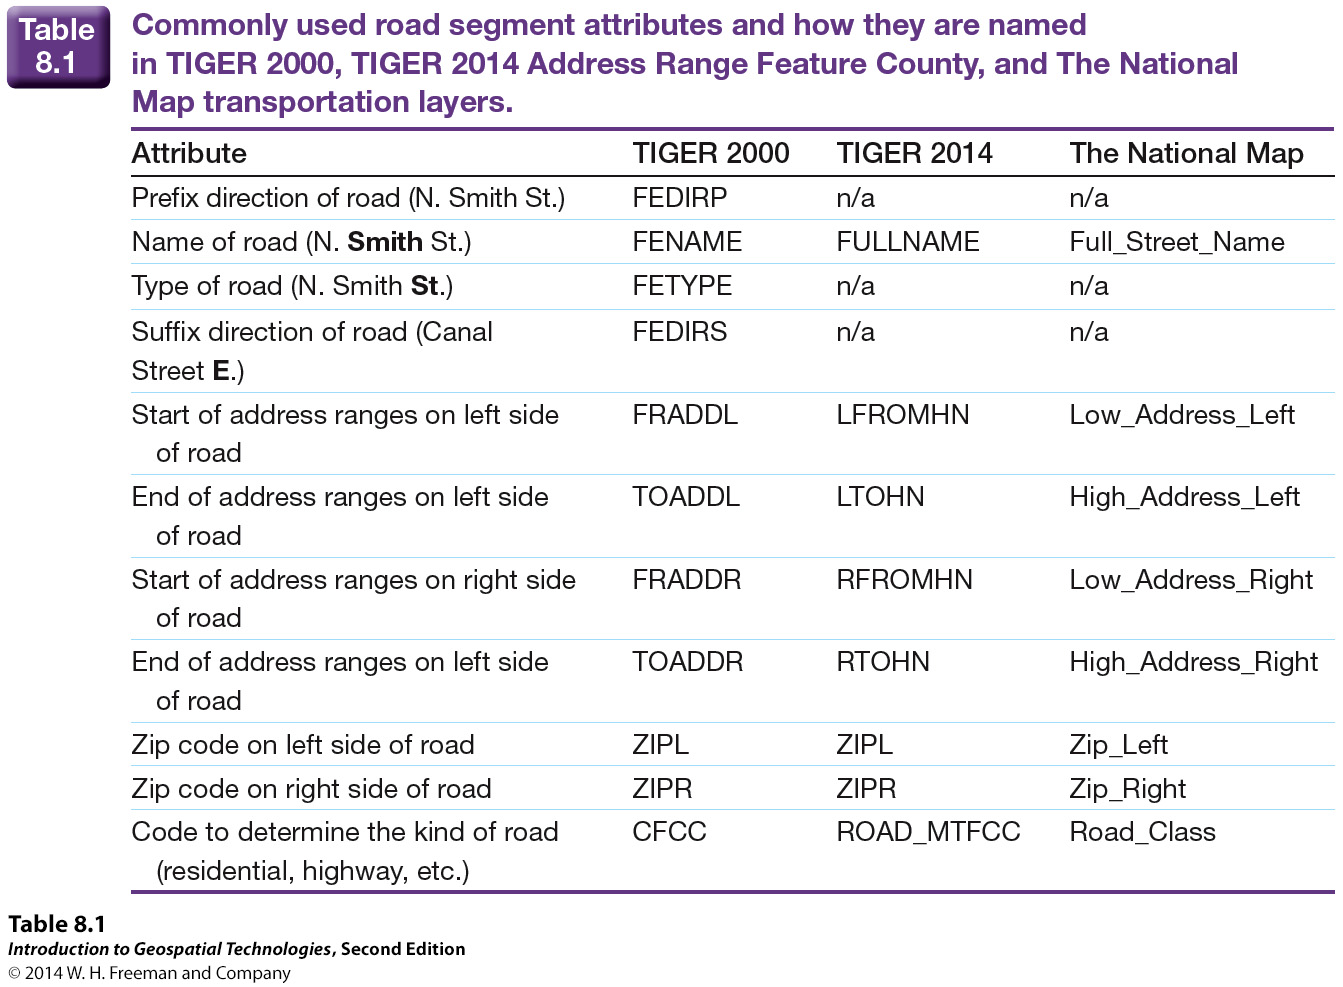 Table
8.1
Commonly used road segment attributes and how they are named
in TIGER 2000, TIGER 2014 Address Range Feature County, and The National
Map transportation layers.
Attribute TIGER 2000 TIGER 2014 The National Map
Prefix direction of road (N. Smith St.) FEDIRP n/a n/a
Name of road (N. Smith St.) FENAME FULLNAME Full_Street_Name
Type of road (N. Smith St.) FETYPE n/a n/a
Suffix direction of road (Canal FEDIRS n/a n/a
Street E.)
Start of address ranges on left side FRADDL LFROMHN Low_Address_Left
of road
End of address ranges on left side TOADDL LTOHN High_Address_Left
of road
Start of address ranges on right side FRADDR RFROMHN Low_Address_Right
of road
End of address ranges on left side TOADDR RTOHN High_Address_Right
of road
Zip code on left side of road ZIPL ZIPL Zip_Left
Zip code on right side of road ZIPR ZIPR Zip_Right
Code to determine the kind of road CFCC ROAD_MTFCC Road_Class
(residential, highway, etc.)
Table 8.1
Introduction to Geospatial Technologies, Second Edition
© 2014 W. H. Freeman and Company